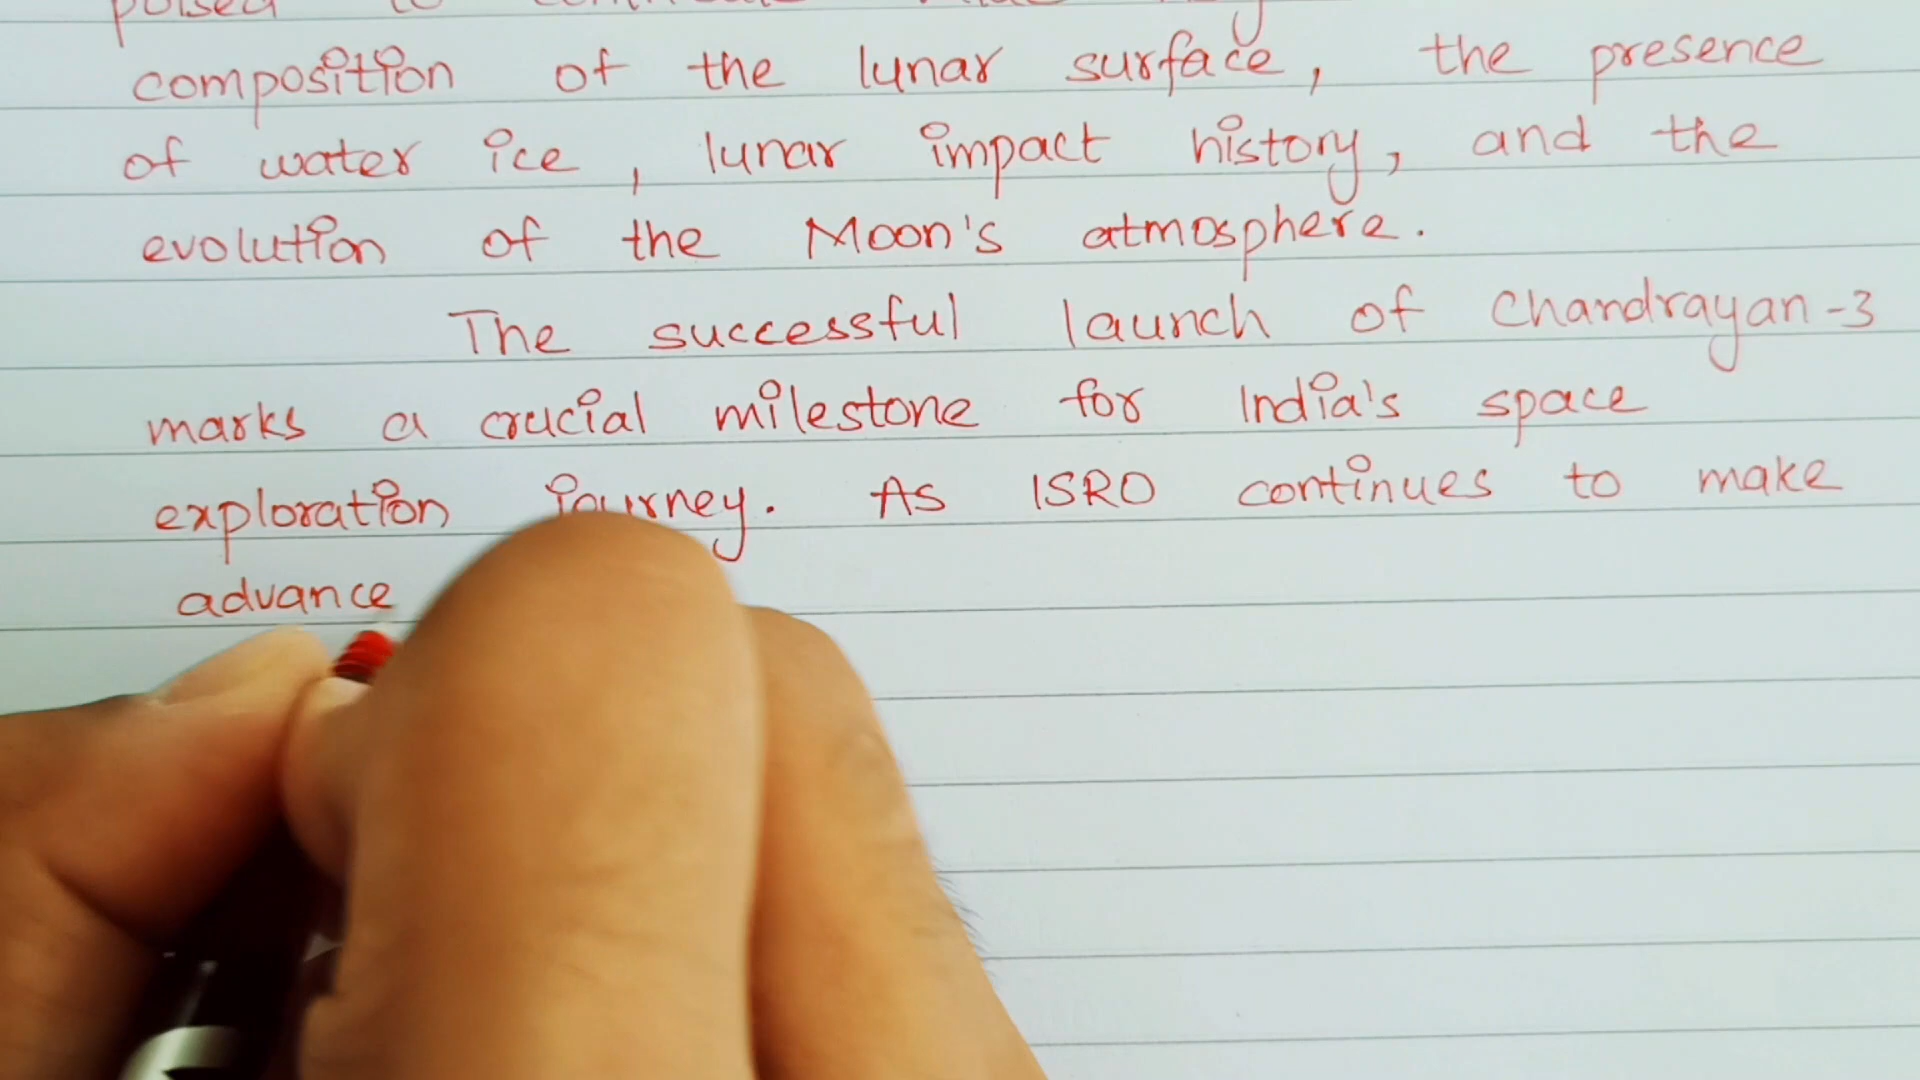 poised to
composition of the lunar surface, the presence
of water ice, lunar impact history, and the
evolution of the Moon's atmosphere.
The successful launch of Chandrayan-3
marks a crucial milestone for India's space
exploration journey. As ISRO continues to make
advance